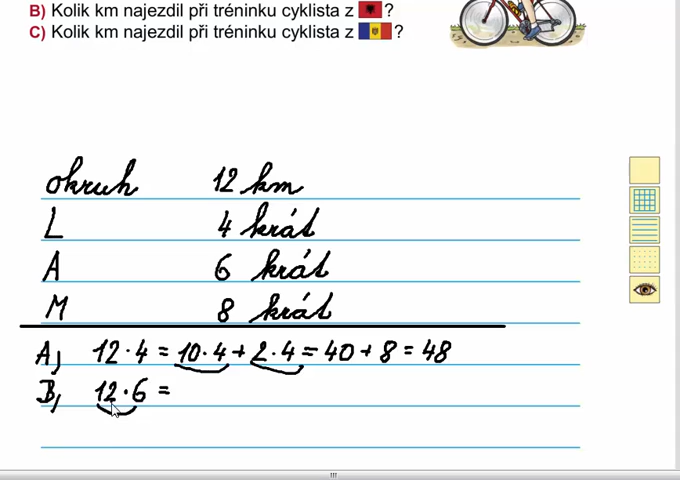 B) Kolik km najezdil při tréninku cyklista z ?
C) Kolik km najezdil při tréninku cyklista z ?
okruh 12 km
L 4 krát
A 6 krát
M 8 krát
A) 12 · 4 = 10 · 4 + 2 · 4 = 40 + 8 = 48
B) 12 · 6 =